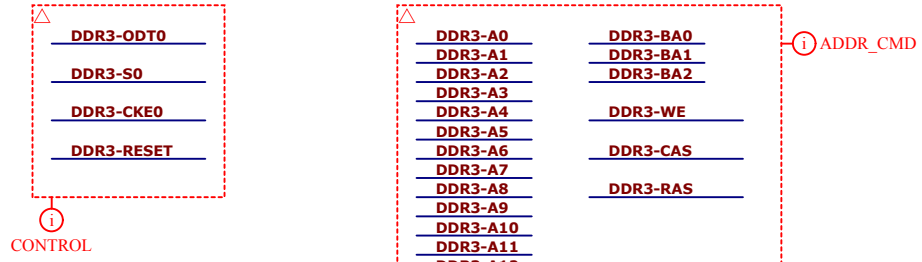 DDR3-ODT0
DDR3-S0
DDR3-CKE0
DDR3-RESET
i
CONTROL
DDR3-A0
DDR3-A1
DDR3-A2
DDR3-A3
DDR3-A4
DDR3-A5
DDR3-A6
DDR3-A7
DDR3-A8
DDR3-A9
DDR3-A10
DDR3-A11
DDR3-BA0
DDR3-BA1
DDR3-BA2
DDR3-WE
DDR3-CAS
DDR3-RAS
i ADDR_CMD